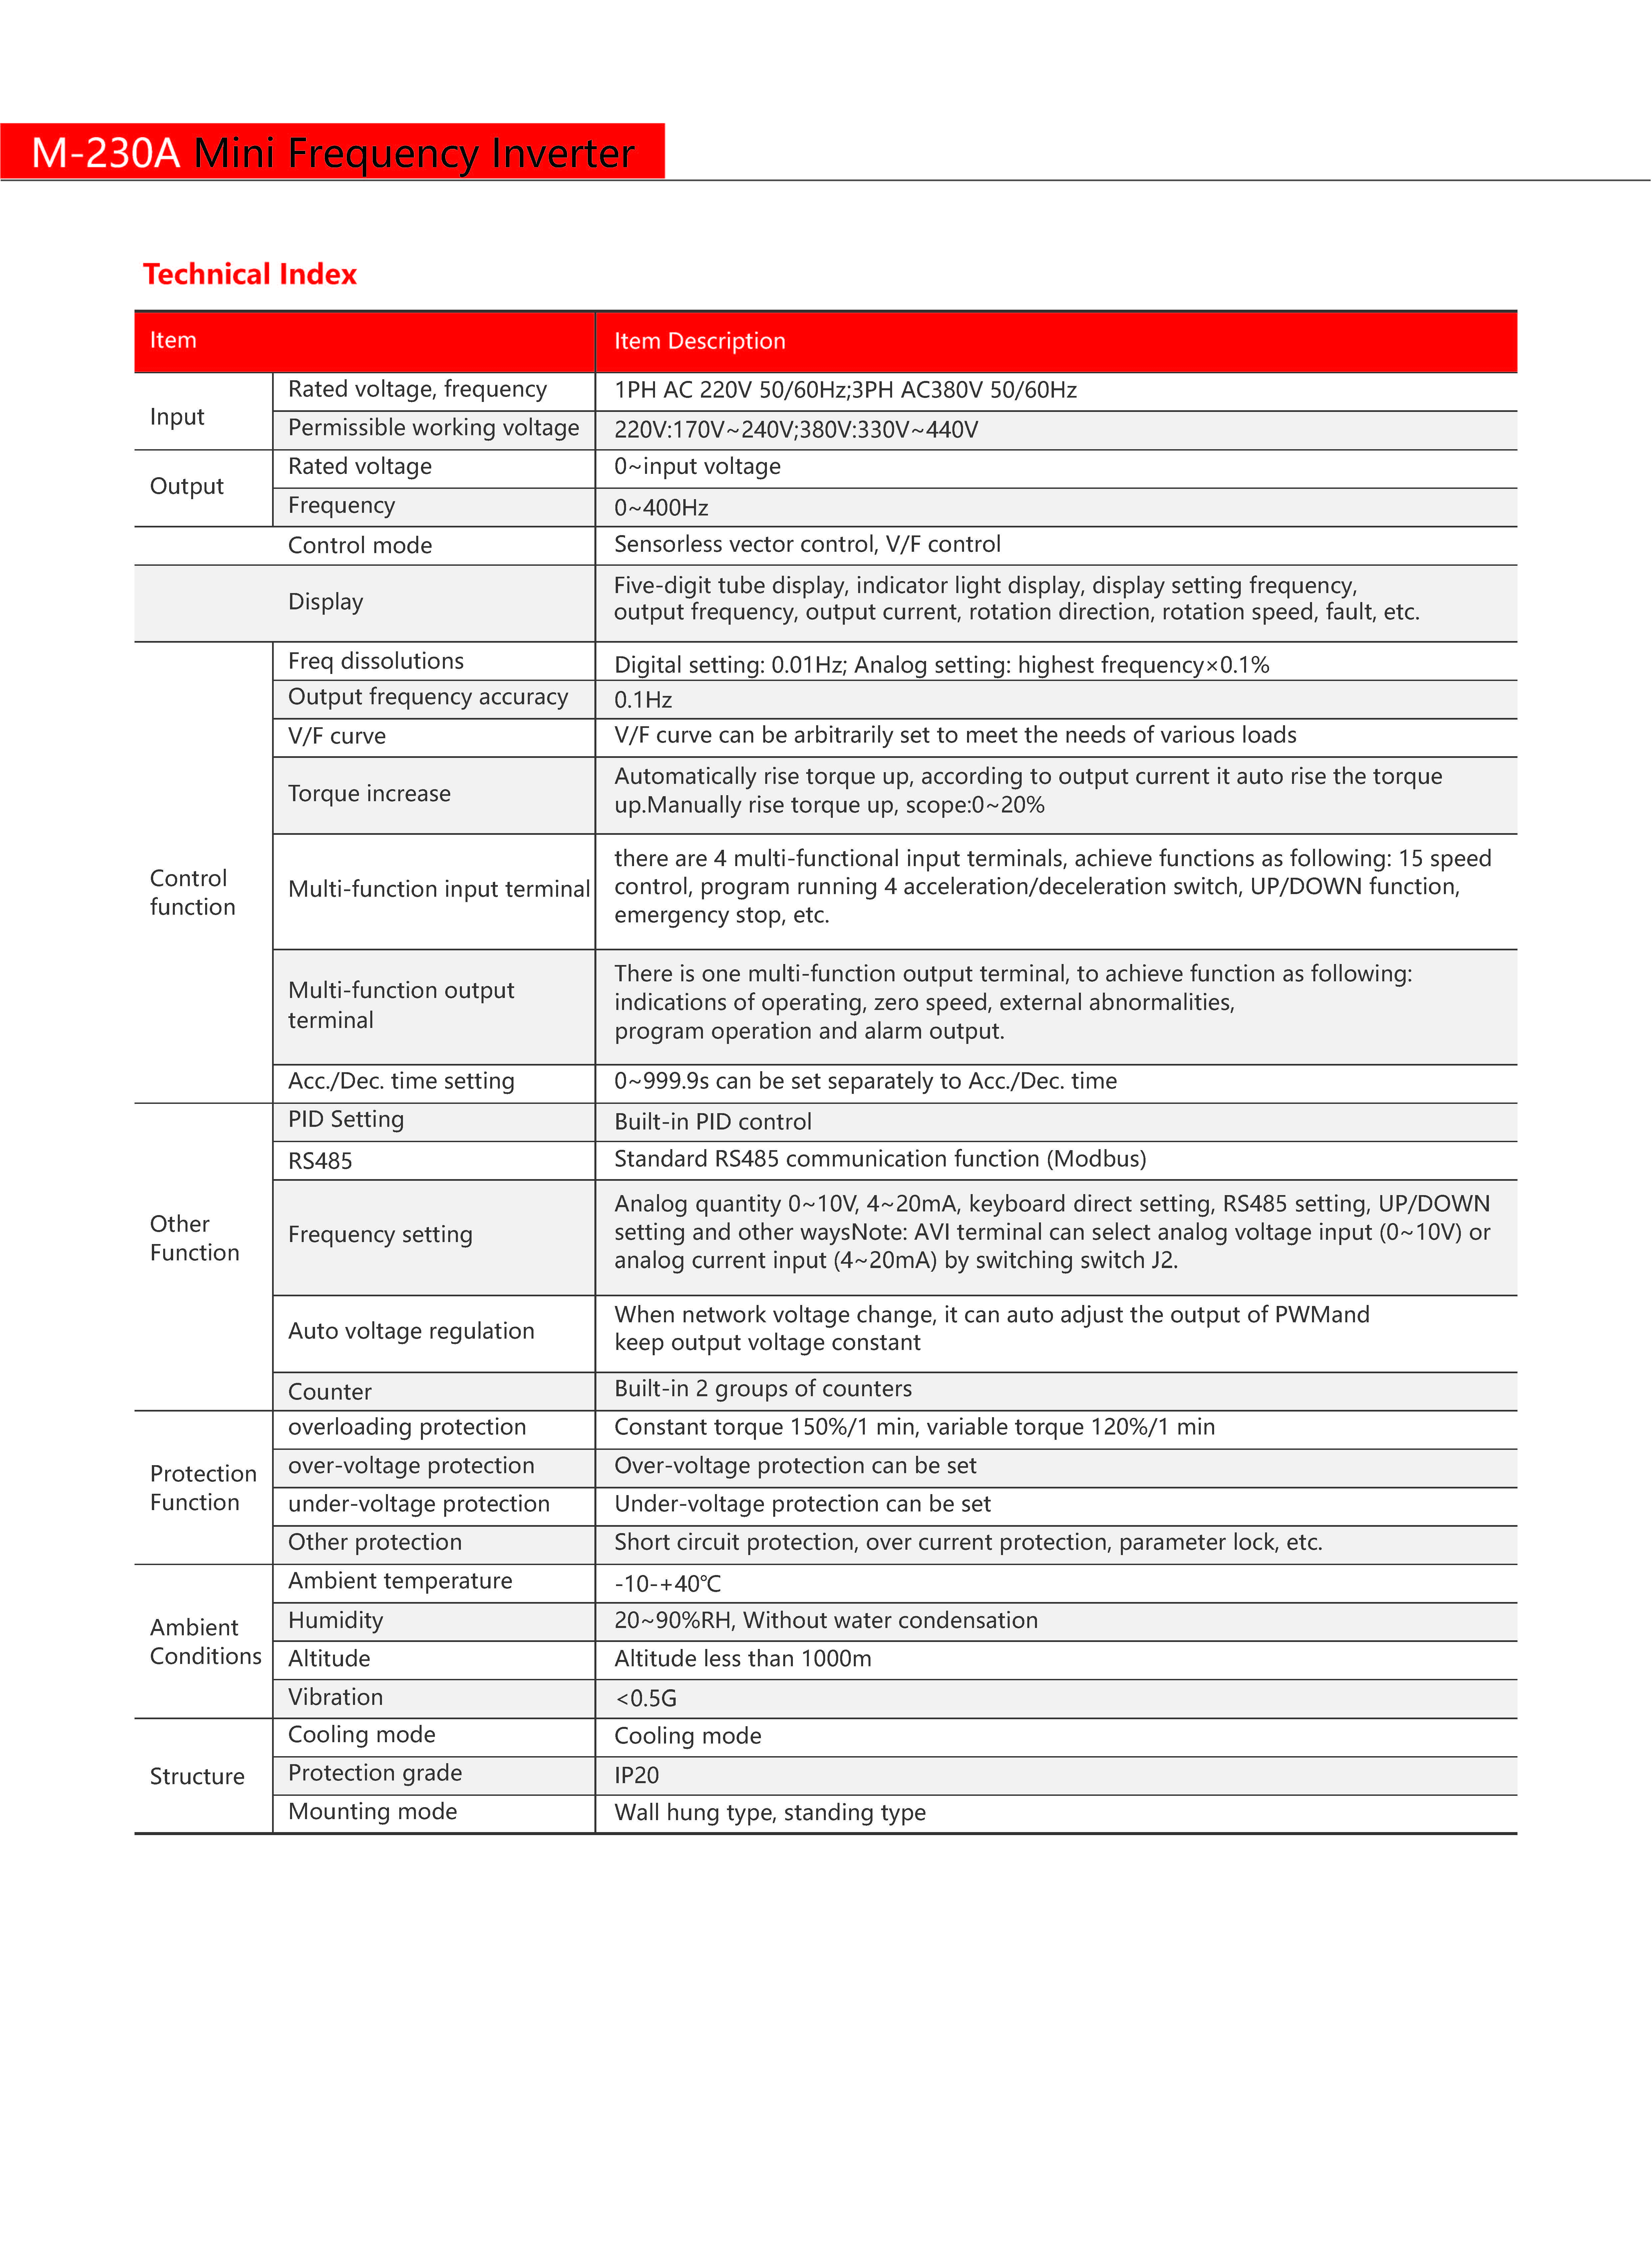 M-230A Mini Frequency Inverter
Technical Index
Item
Item Description
Input
Rated voltage, frequency
1PH AC 220V 50/60Hz;3PH AC380V 50/60Hz
Permissible working voltage
220V:170V~240V;380V:330V~440V
Output
Rated voltage
0~input voltage
Frequency
0~400Hz
Control mode
Sensorless vector control, V/F control
Display
Five-digit tube display, indicator light display, display setting frequency,
output frequency, output current, rotation direction, rotation speed, fault, etc.
Control
function
Freq dissolutions
Digital setting: 0.01Hz; Analog setting: highest frequency×0.1%
Output frequency accuracy
0.1Hz
V/F curve
V/F curve can be arbitrarily set to meet the needs of various loads
Torque increase
Automatically rise torque up, according to output current it auto rise the torque
up.Manually rise torque up, scope:0~20%
Multi-function input terminal
there are 4 multi-functional input terminals, achieve functions as following: 15 speed
control, program running 4 acceleration/deceleration switch, UP/DOWN function,
emergency stop, etc.
Multi-function output
terminal
There is one multi-function output terminal, to achieve function as following:
indications of operating, zero speed, external abnormalities,
program operation and alarm output.
Acc./Dec. time setting
0~999.9s can be set separately to Acc./Dec. time
Other
Function
PID Setting
Built-in PID control
RS485
Standard RS485 communication function (Modbus)
Frequency setting
Analog quantity 0~10V, 4~20mA, keyboard direct setting, RS485 setting, UP/DOWN
setting and other waysNote: AVI terminal can select analog voltage input (0~10V) or
analog current input (4~20mA) by switching switch J2.
Auto voltage regulation
When network voltage change, it can auto adjust the output of PWMand
keep output voltage constant
Counter
Built-in 2 groups of counters
Protection
Function
overloading protection
Constant torque 150%/1 min, variable torque 120%/1 min
over-voltage protection
Over-voltage protection can be set
under-voltage protection
Under-voltage protection can be set
Other protection
Short circuit protection, over current protection, parameter lock, etc.
Ambient
Conditions
Ambient temperature
-10-+40℃
Humidity
20~90%RH, Without water condensation
Altitude
Altitude less than 1000m
Vibration
<0.5G
Structure
Cooling mode
Cooling mode
Protection grade
IP20
Mounting mode
Wall hung type, standing type